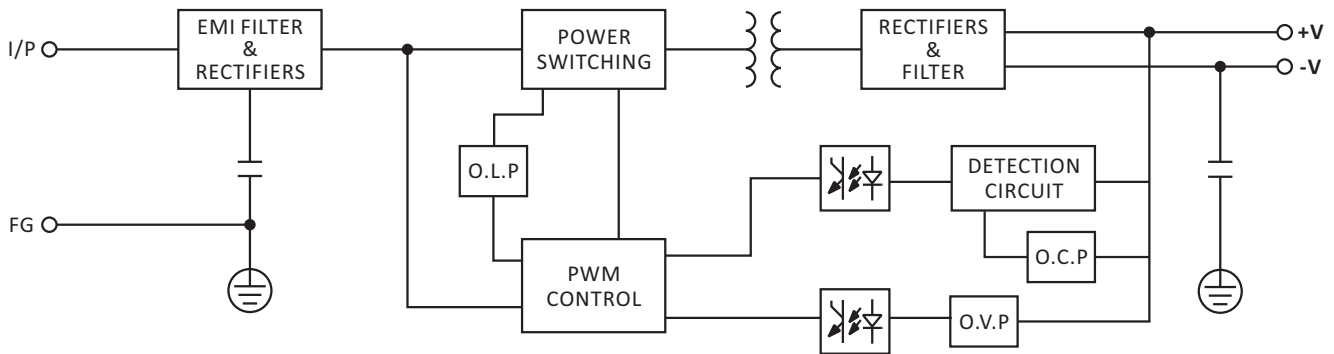 I/P
EMI FILTER
&
RECTIFIERS
POWER
SWITCHING
RECTIFIERS
&
FILTER
+V
-V
O.L.P
DETECTION
CIRCUIT
FG
O.C.P
PWM
CONTROL
O.V.P